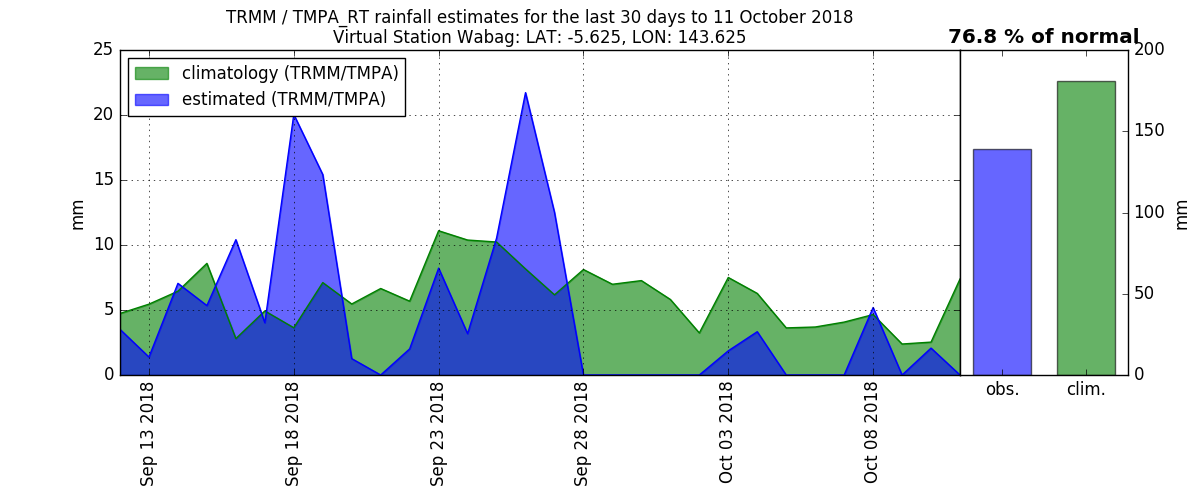 TRMM / TMPA_RT rainfall estimates for the last 30 days to 11 October 2018
Virtual Station Wabag: LAT: -5.625, LON: 143.625
76.8 % of normal
climatology (TRMM/TMPA)
estimated (TRMM/TMPA)
25
20
15
10
5
0
mm
Sep 13 2018
Sep 18 2018
Sep 23 2018
Sep 28 2018
Oct 03 2018
Oct 08 2018
200
150
100
50
0
mm
obs.
clim.